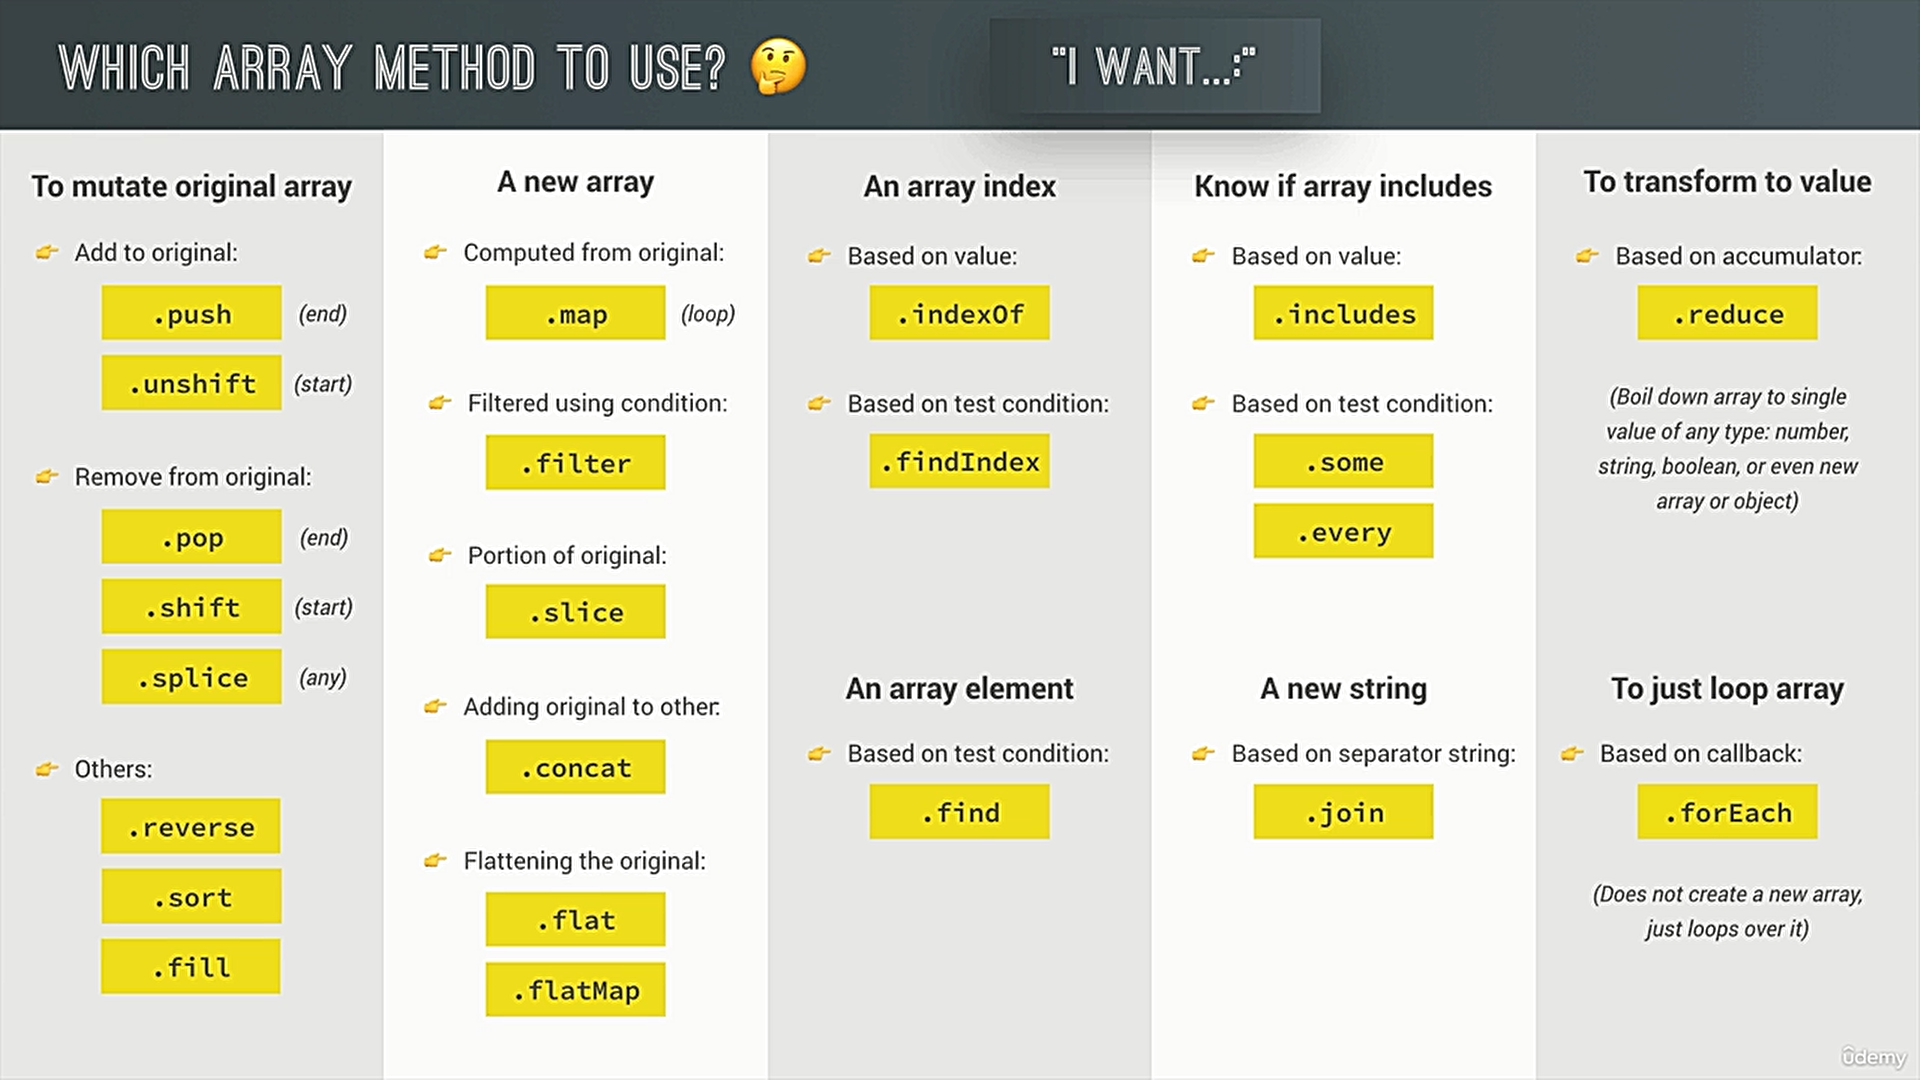 WHICH ARRAY METHOD TO USE? 🤔
"I WANT...:"
To mutate original array
👉 Add to original:
.push (end)
.unshift (start)
👉 Remove from original:
.pop (end)
.shift (start)
.splice (any)
👉 Others:
.reverse
.sort
.fill
A new array
👉 Computed from original:
.map (loop)
👉 Filtered using condition:
.filter
👉 Portion of original:
.slice
👉 Adding original to other:
.concat
👉 Flattening the original:
.flat
.flatMap
An array index
👉 Based on value:
.indexOf
👉 Based on test condition:
.findIndex
An array element
👉 Based on test condition:
.find
Know if array includes
👉 Based on value:
.includes
👉 Based on test condition:
.some
.every
A new string
👉 Based on separator string:
.join
To transform to value
👉 Based on accumulator:
.reduce
(Boil down array to single
value of any type: number,
string, boolean, or even new
array or object)
To just loop array
👉 Based on callback:
.forEach
(Does not create a new array,
just loops over it)
ûdemy